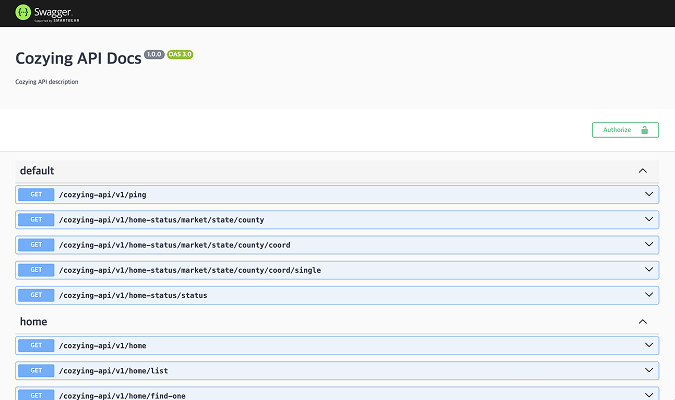 Swagger
Supported by SMARTBEAR
Cozying API Docs 1.0.0 OAS 3.0
Cozying API description
Authorize
default
GET /cozying-api/v1/ping
GET /cozying-api/v1/home-status/market/state/county
GET /cozying-api/v1/home-status/market/state/county/coord
GET /cozying-api/v1/home-status/market/state/county/coord/single
GET /cozying-api/v1/home-status/status
home
GET /cozying-api/v1/home
GET /cozying-api/v1/home/list
GET /cozying-api/v1/home/find-one